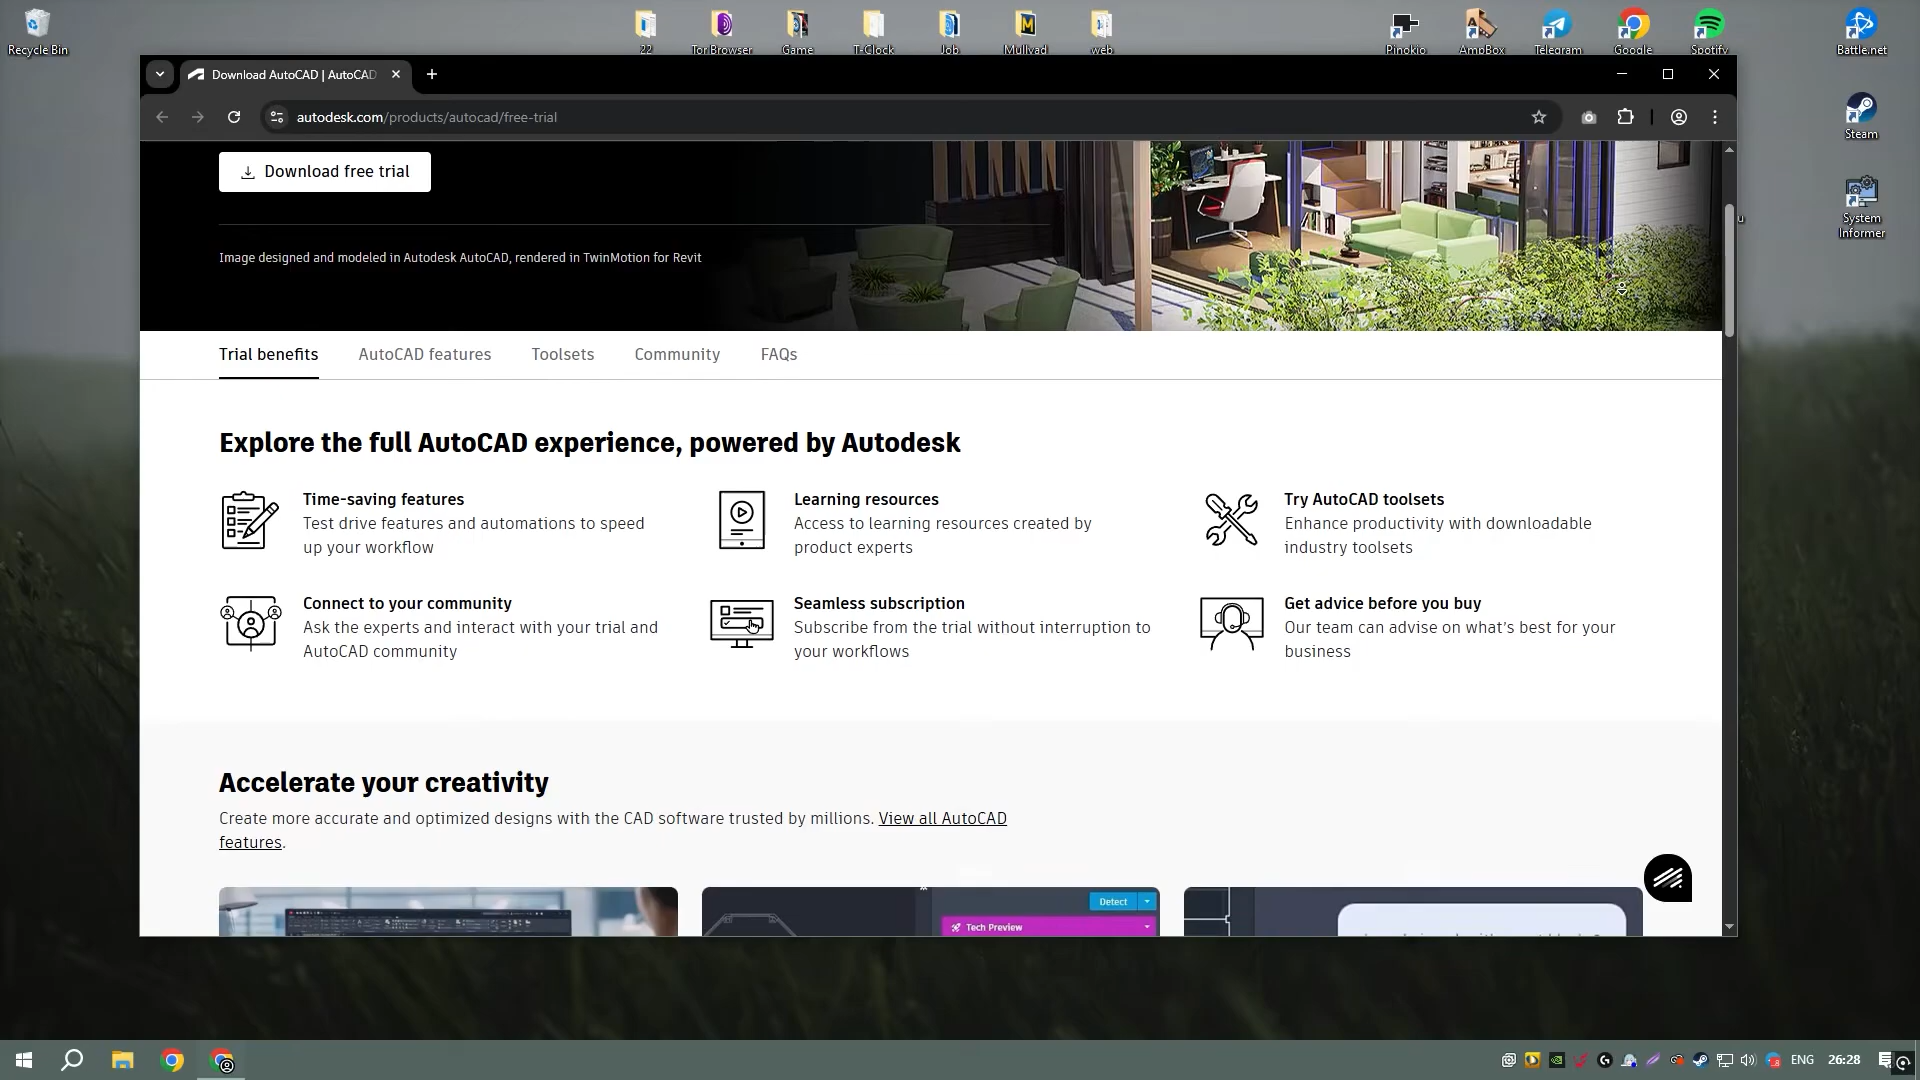 Recycle Bin
22
Tor Browser
Game
T-Clock
Job
Mullvad
web
Pinokio
AmpBox
Telegram
Google
Spotify
Battle.net
Steam
System
Informer
Download AutoCAD | AutoCAD
autodesk.com/products/autocad/free-trial
Download free trial
Image designed and modeled in Autodesk AutoCAD, rendered in TwinMotion for Revit
Trial benefits
AutoCAD features
Toolsets
Community
FAQs
Explore the full AutoCAD experience, powered by Autodesk
Time-saving features
Test drive features and automations to speed
up your workflow
Learning resources
Access to learning resources created by
product experts
Try AutoCAD toolsets
Enhance productivity with downloadable
industry toolsets
Connect to your community
Ask the experts and interact with your trial and
AutoCAD community
Seamless subscription
Subscribe from the trial without interruption to
your workflows
Get advice before you buy
Our team can advise on what's best for your
business
Accelerate your creativity
Create more accurate and optimized designs with the CAD software trusted by millions. View all AutoCAD
features.
Detect
Tech Preview
ENG
26:28